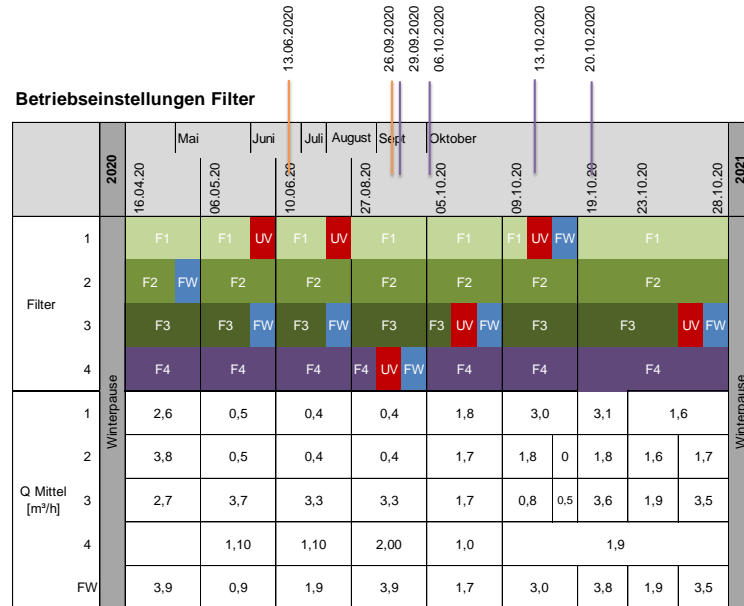 13.06.2020 26.09.2020 29.09.2020 06.10.2020 13.10.2020 20.10.2020
Betriebseinstellungen Filter
Mai Juni Juli August Sept Oktober
2020 16.04.20 06.05.20 10.06.20 27.08.20 05.10.20 09.10.20 19.10.20 23.10.20 28.10.20 2021
Filter
1 F1 F1 UV F1 UV F1 F1 F1 UV FW F1
2 F2 FW F2 F2 F2 F2 F2 F2
3 F3 F3 FW F3 FW F3 F3 UV FW F3 F3 UV FW
4 F4 F4 F4 F4 UV FW F4 F4 F4
Winterpause Winterpause
Q Mittel
[m³/h]
1 2,6 0,5 0,4 0,4 1,8 3,0 3,1 1,6
2 3,8 0,5 0,4 0,4 1,7 1,8 0 1,8 1,6 1,7
3 2,7 3,7 3,3 3,3 1,7 0,8 0,5 3,6 1,9 3,5
4 1,10 1,10 2,00 1,0 1,9
FW 3,9 0,9 1,9 3,9 1,7 3,0 3,8 1,9 3,5